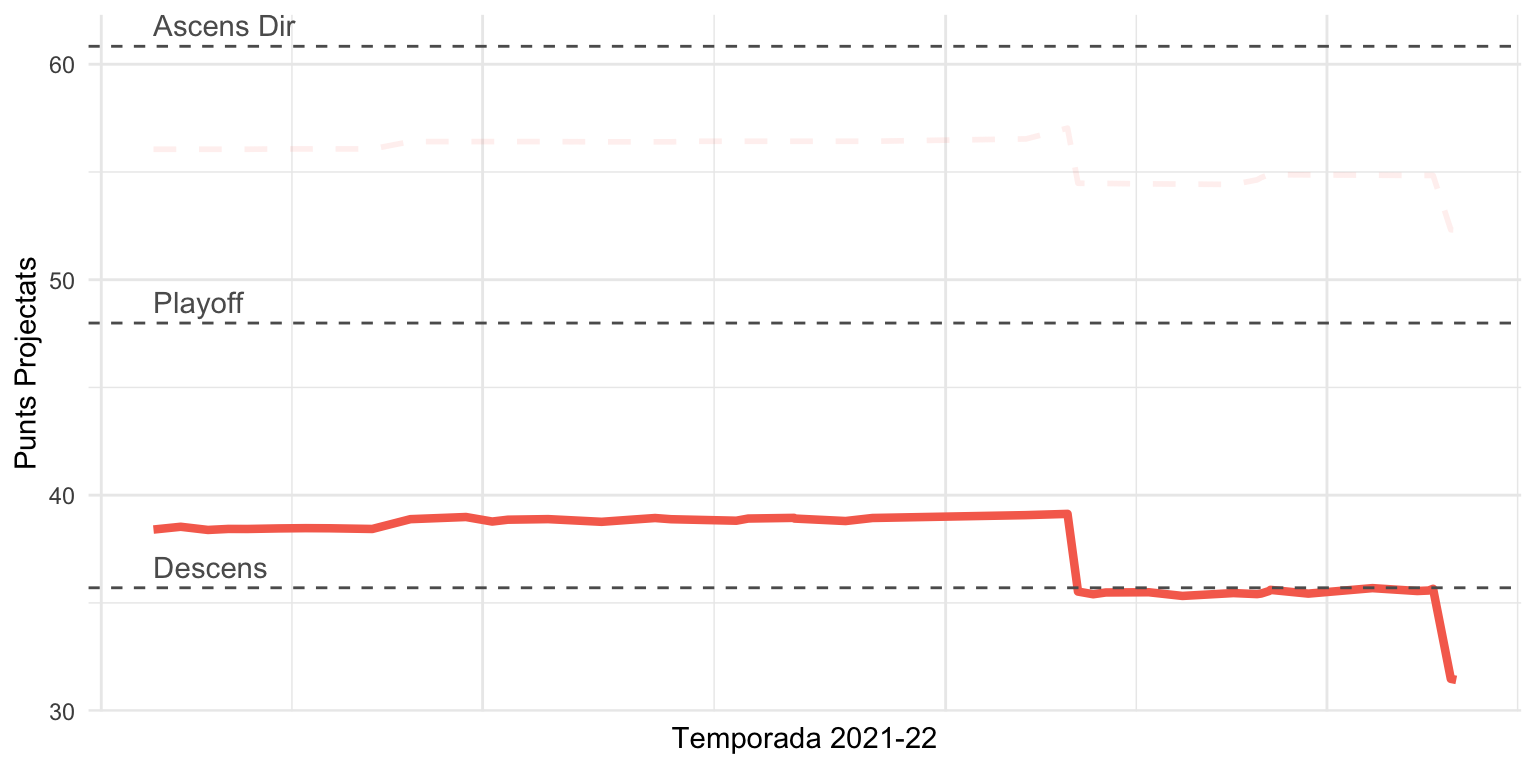 Ascens Dir
60
50
Playoff
Punts Projectats
40
Descens
30
Temporada 2021-22